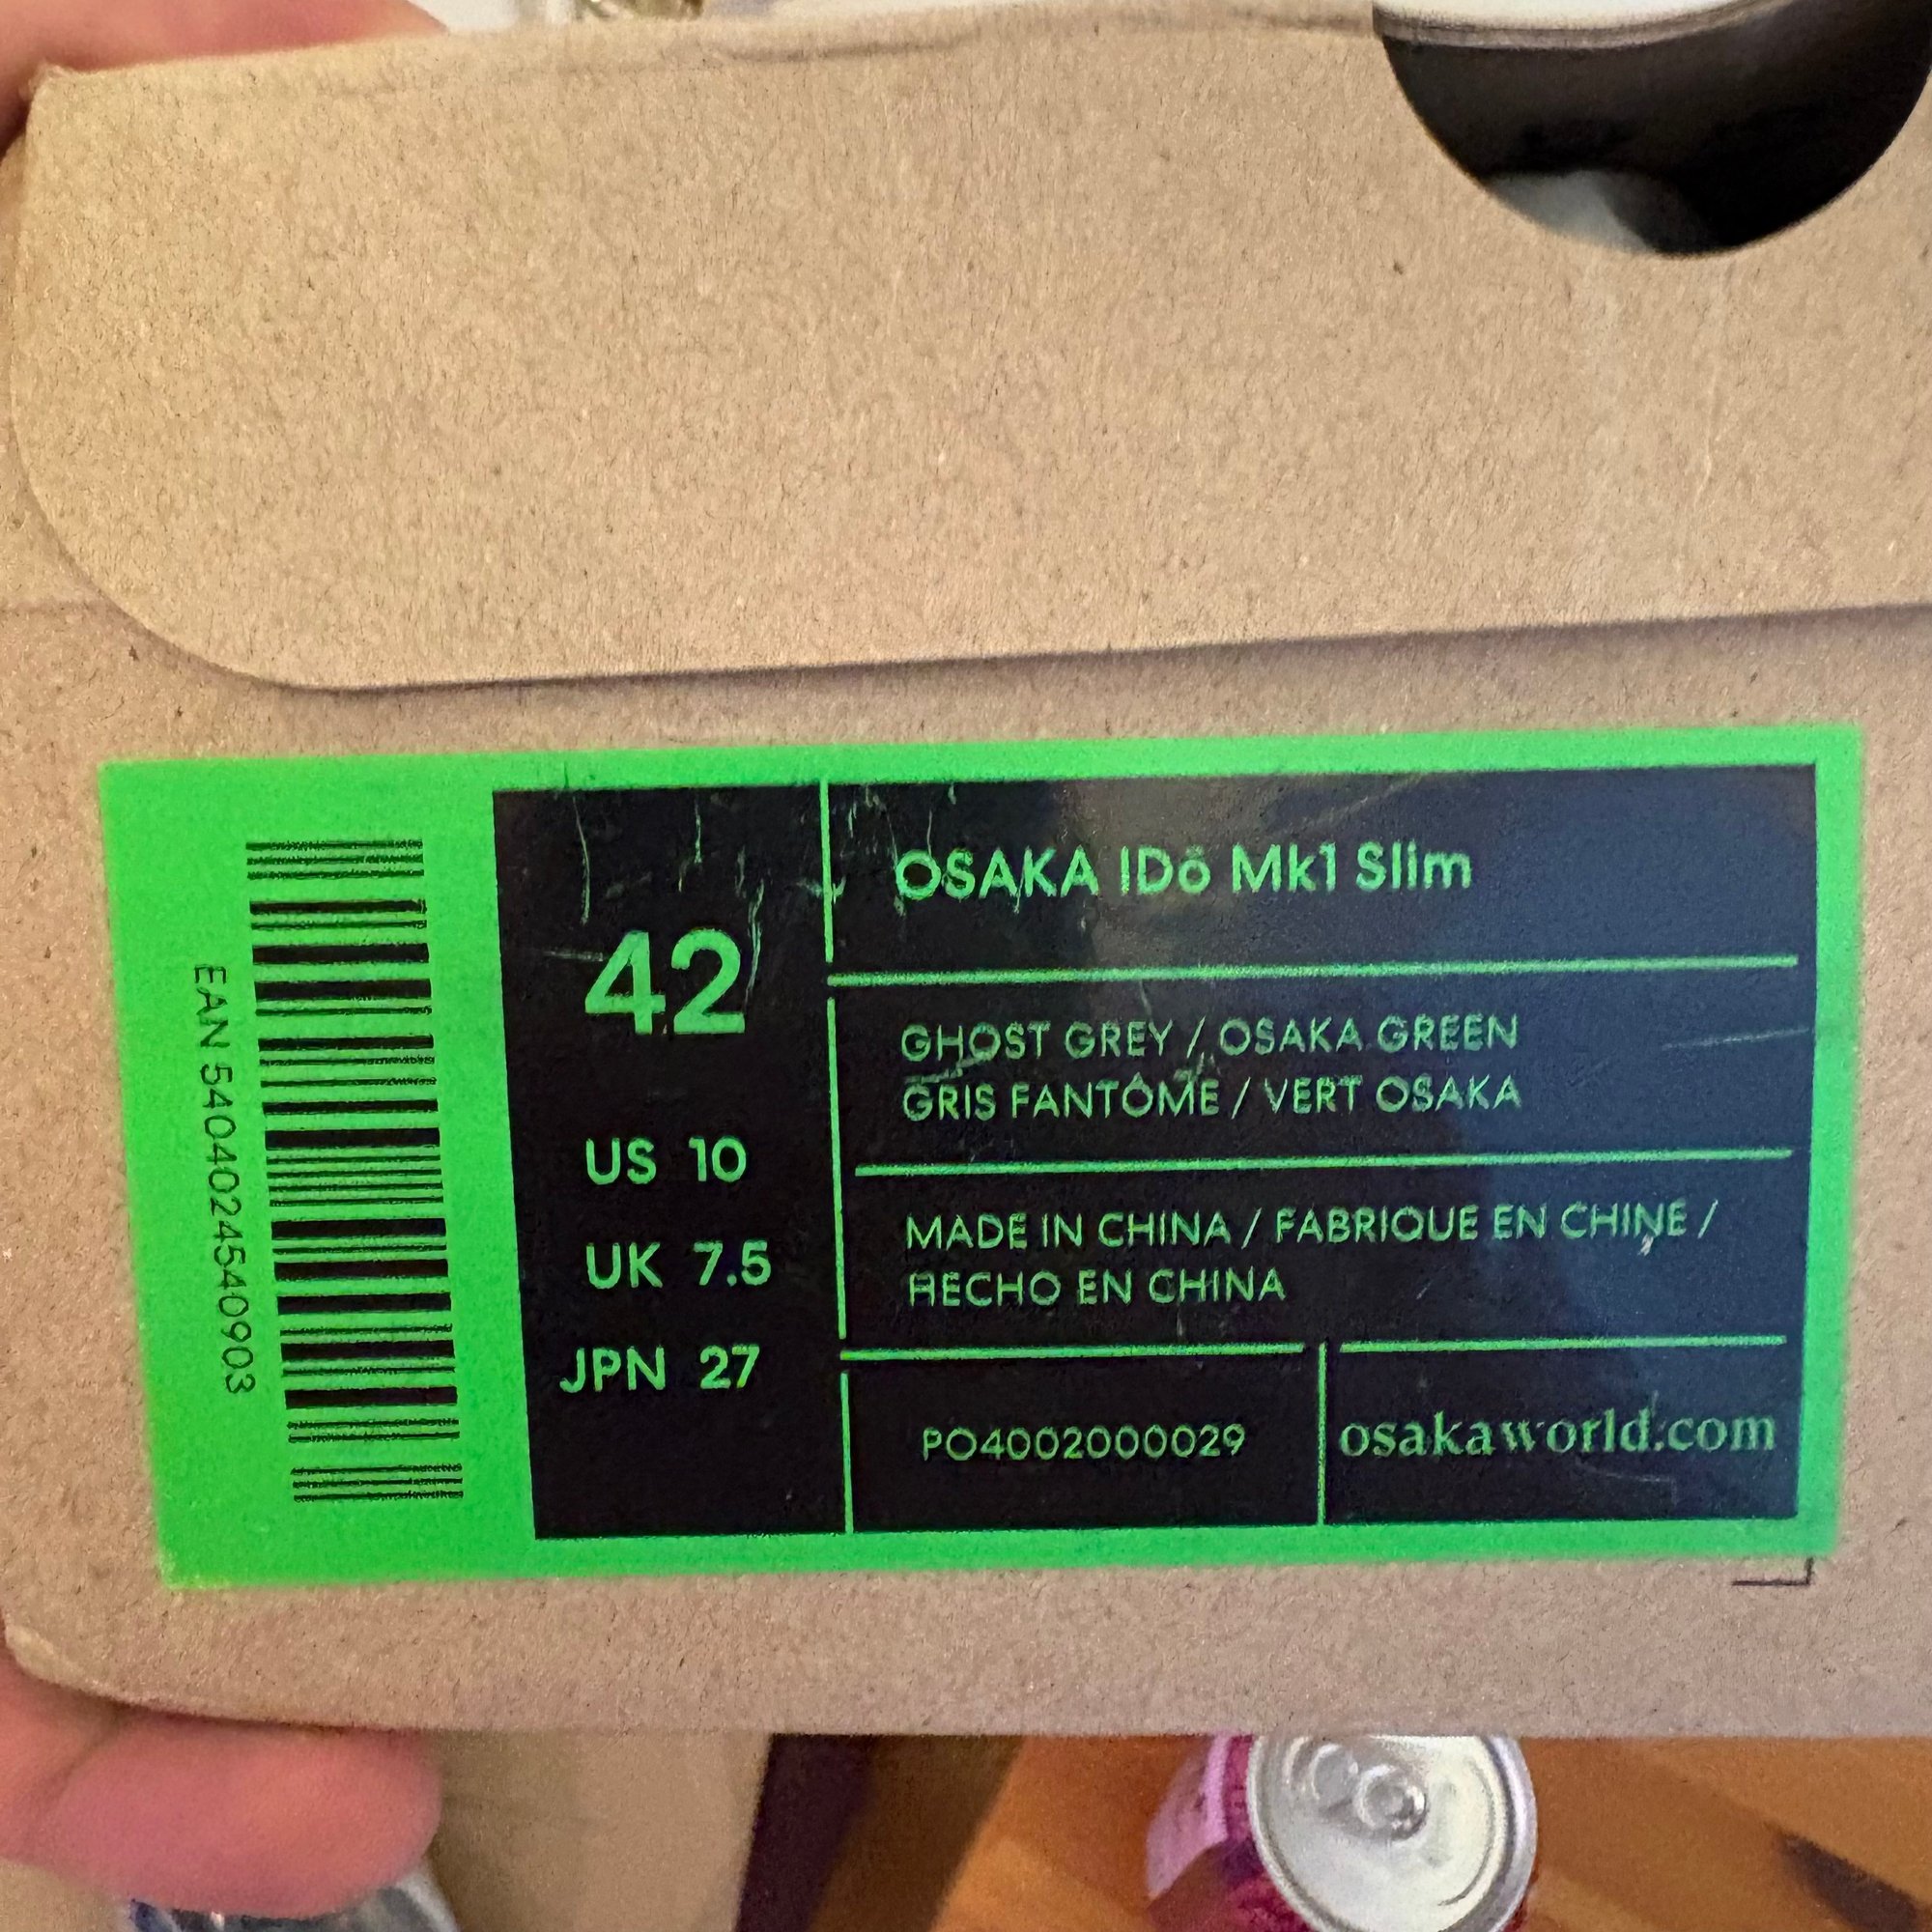 EAN 5404024540903
42
US 10
UK 7.5
JPN 27
OSAKA IDō Mk1 Slim
GHOST GREY / OSAKA GREEN
GRIS FANTÔME / VERT OSAKA
MADE IN CHINA / FABRIQUE EN CHINE /
HECHO EN CHINA
PO4002000029
osakaworld.com